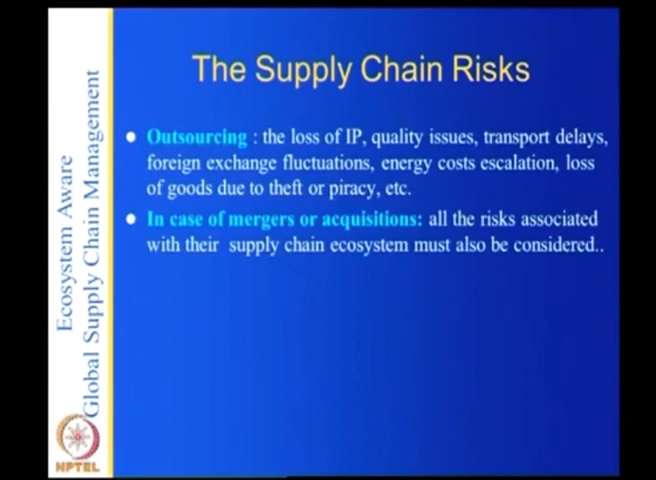 The Supply Chain Risks
Outsourcing : the loss of IP, quality issues, transport delays,
foreign exchange fluctuations, energy costs escalation, loss
of goods due to theft or piracy, etc.
In case of mergers or acquisitions: all the risks associated
with their supply chain ecosystem must also be considered..
Ecosystem Aware
Global Supply Chain Management
NPTEL